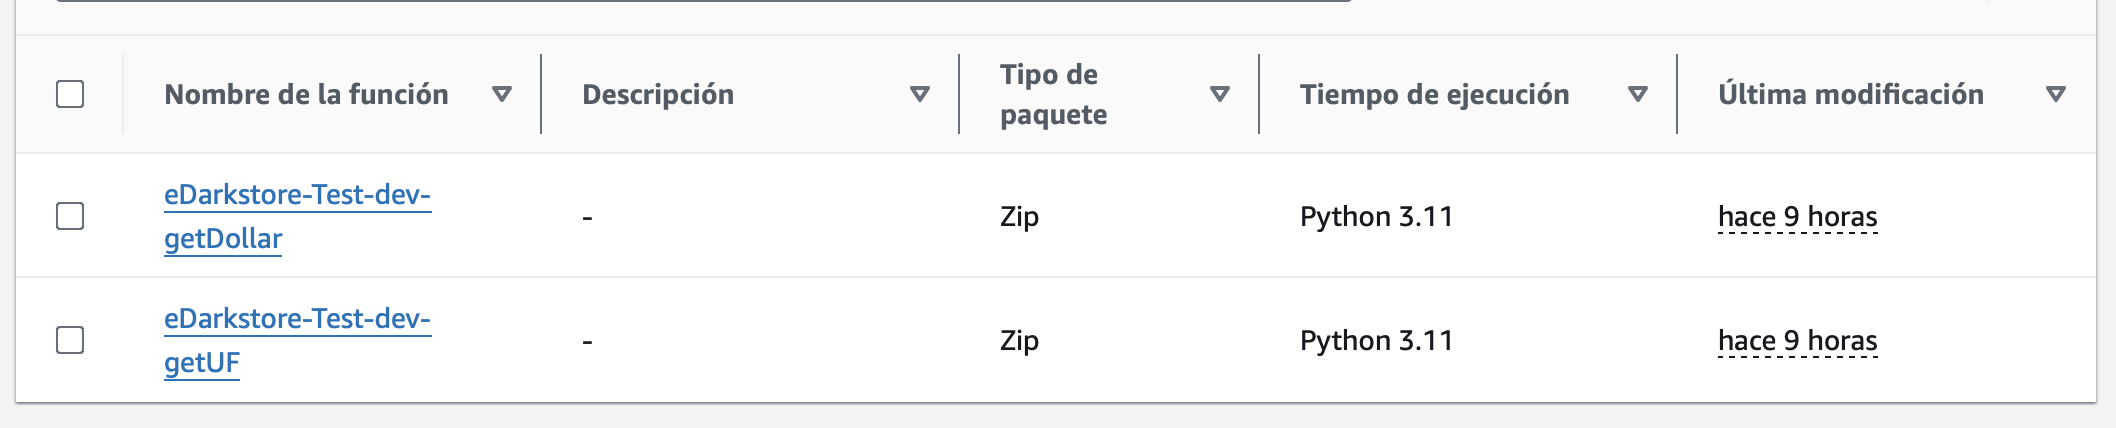 Nombre de la función
Descripción
Tipo de
paquete
Tiempo de ejecución
Última modificación
eDarkstore-Test-dev-
getDollar
-
Zip
Python 3.11
hace 9 horas
eDarkstore-Test-dev-
getUF
-
Zip
Python 3.11
hace 9 horas